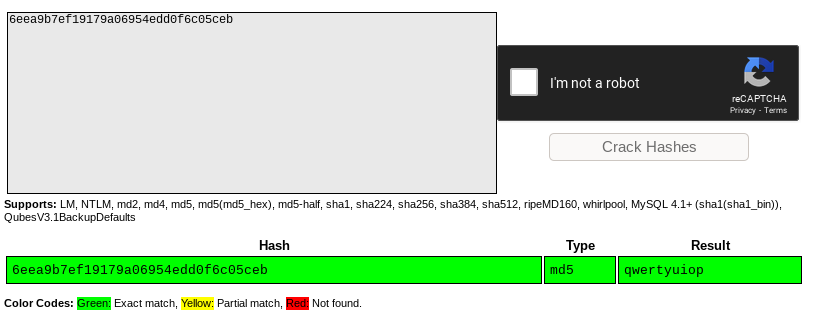 6eea9b7ef19179a06954edd0f6c05ceb
I'm not a robot
reCAPTCHA
Privacy - Terms
Crack Hashes
Supports: LM, NTLM, md2, md4, md5, md5(md5_hex), md5-half, sha1, sha224, sha256, sha384, sha512, ripeMD160, whirlpool, MySQL 4.1+ (sha1(sha1_bin)),
QubesV3.1BackupDefaults
Hash Type Result
6eea9b7ef19179a06954edd0f6c05ceb md5 qwertyuiop
Color Codes: Green: Exact match, Yellow: Partial match, Red: Not found.